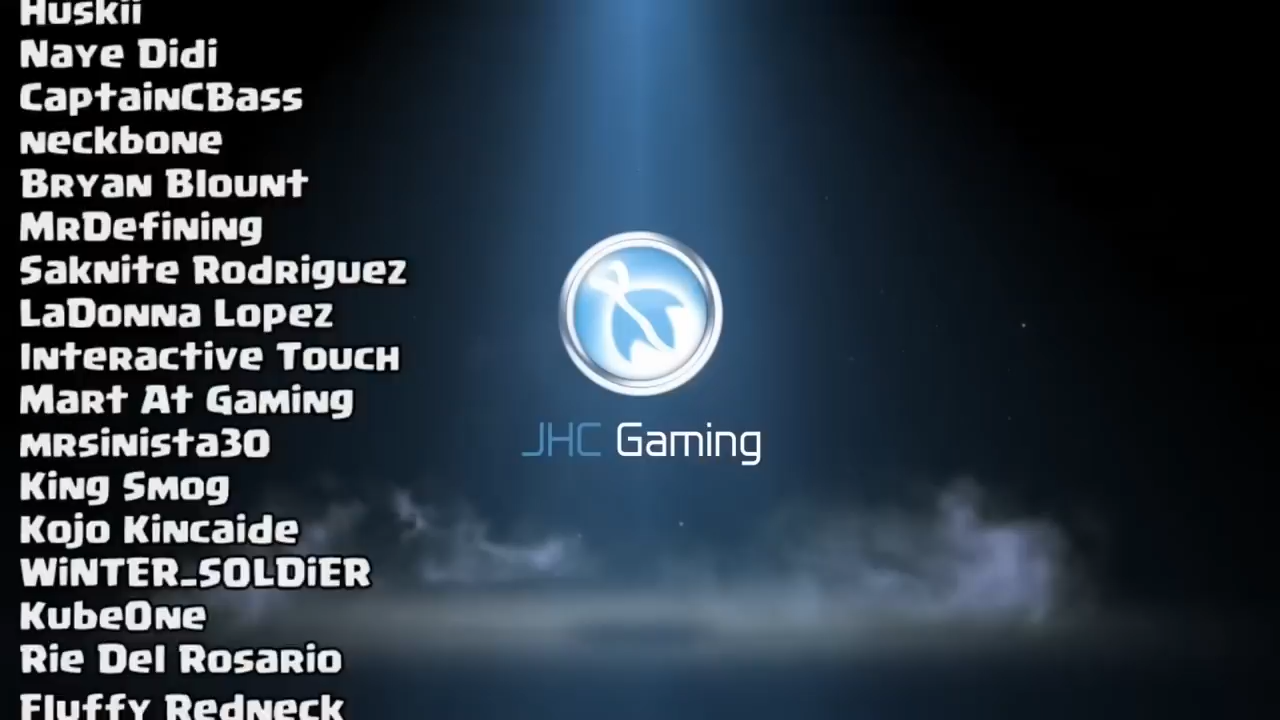 Huskii
Naye Didi
CaptainCBass
neckbone
Bryan Blount
MrDefining
Saknite Rodriguez
LaDonna Lopez
Interactive Touch
Mart At Gaming
mrsinista30
King Smog
Kojo Kincaide
WiNTER_SOLDiER
KubeOne
Rie Del Rosario
Fluffy Redneck
JHC Gaming